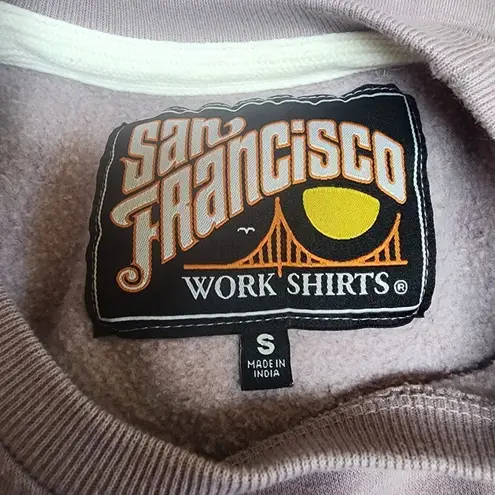 San
Francisco
WORK SHIRTS®
S
MADE IN
INDIA